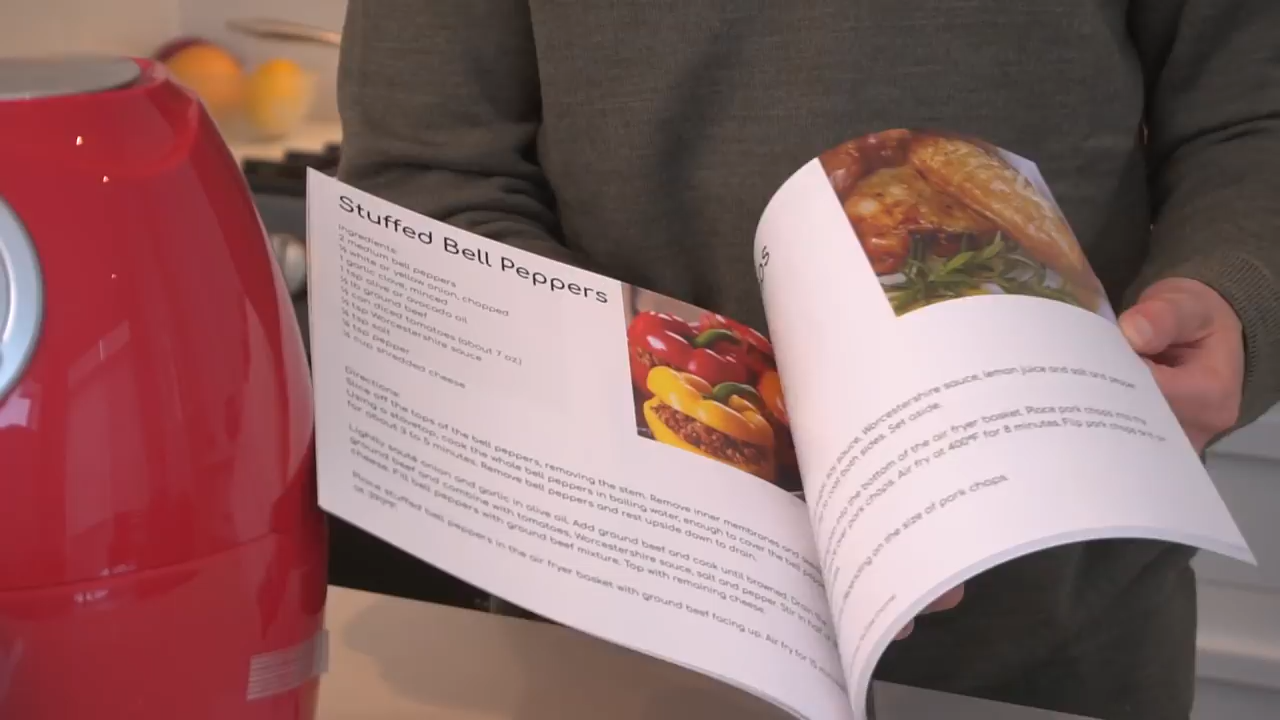 Stuffed Bell Peppers
Ingredients:
2 medium bell peppers
½ white or yellow onion, chopped
1 garlic clove, minced
1 tsp olive or avocado oil
½ lb ground beef
½ can diced tomatoes (about 7 oz.)
½ tsp Worcestershire sauce
¼ tsp salt
¼ tsp pepper
½ cup shredded cheese
Directions:
Slice off the tops of the bell peppers, removing the stem. Remove inner membranes and
Using a stovetop, cook the whole bell peppers in boiling water, enough to cover the bell
for about 3 to 5 minutes. Remove bell peppers and rest upside down to drain.
Lightly sauté onion and garlic in olive oil. Add ground beef and cook until browned. Drain
ground beef and combine with tomatoes, Worcestershire sauce, salt and pepper. Stir in half
cheese. Fill bell peppers with ground beef mixture. Top with remaining cheese.
Place stuffed bell peppers in the air fryer basket with ground beef facing up. Air fry for 15
at
soy sauce, Worcestershire sauce, lemon juice and salt and pepper
both sides. Set aside.
into the bottom of the air fryer basket. Place pork chops into the
pork chops. Air fry at 400°F for 8 minutes. Flip pork chops
on the size of pork chops.